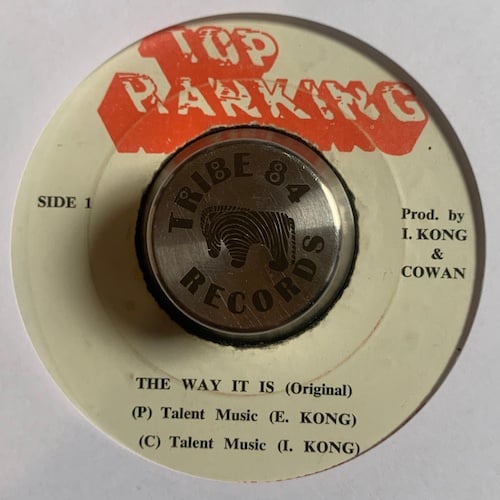 TOP
RANKING
SIDE 1
TRIBE 84
RECORDS
Prod. by
I. KONG
&
COWAN
THE WAY IT IS (Original)
(P) Talent Music (E. KONG)
(C) Talent Music (I. KONG)